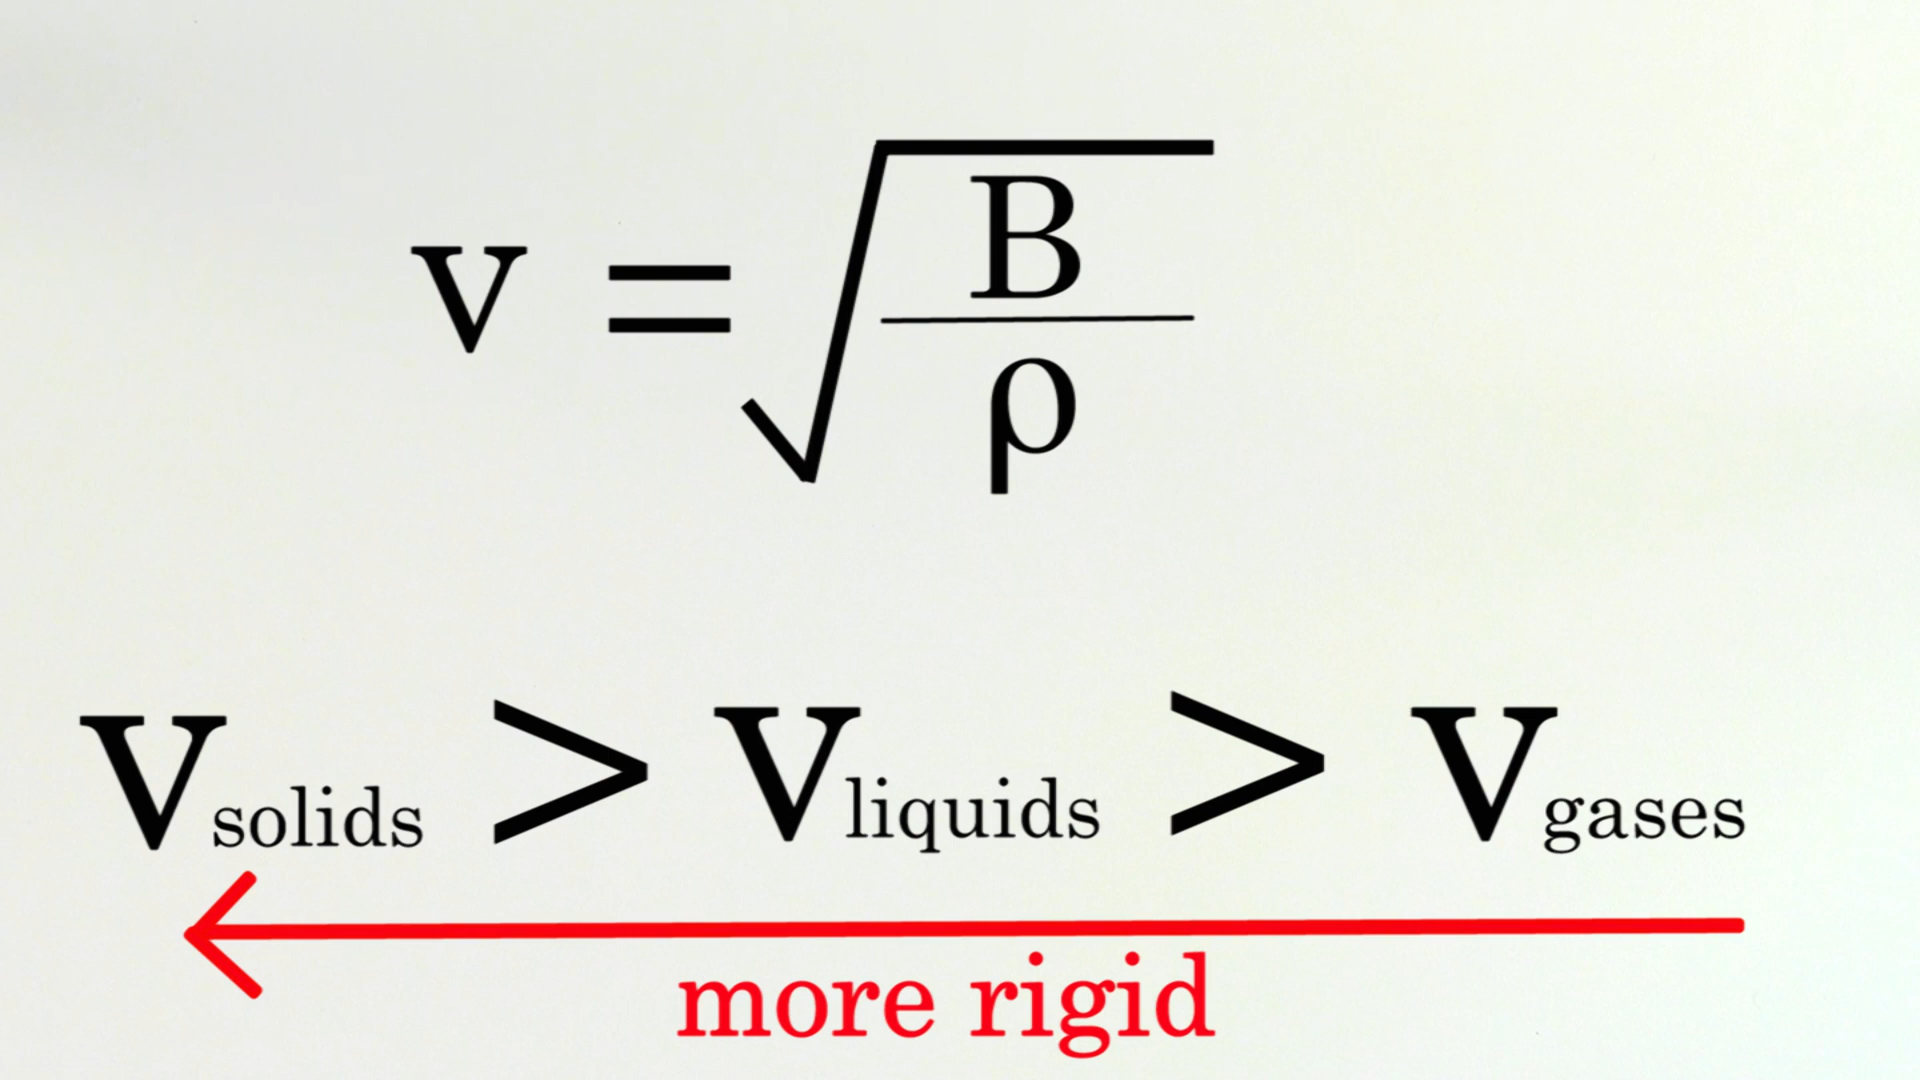 v = √(B/ρ)
v_solids > v_liquids > v_gases
more rigid